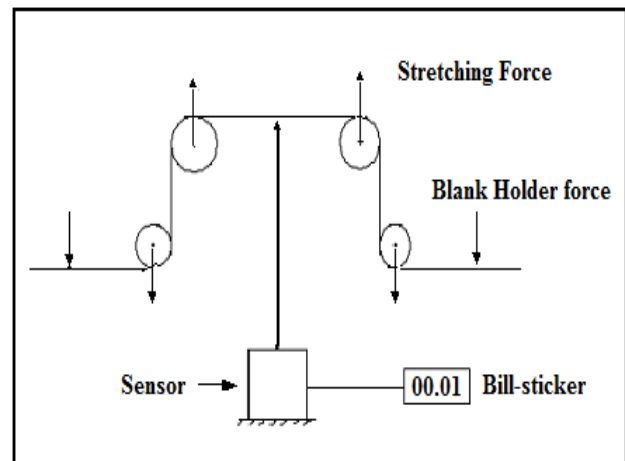 Stretching Force
Blank Holder force
Sensor
00.01
Bill-sticker